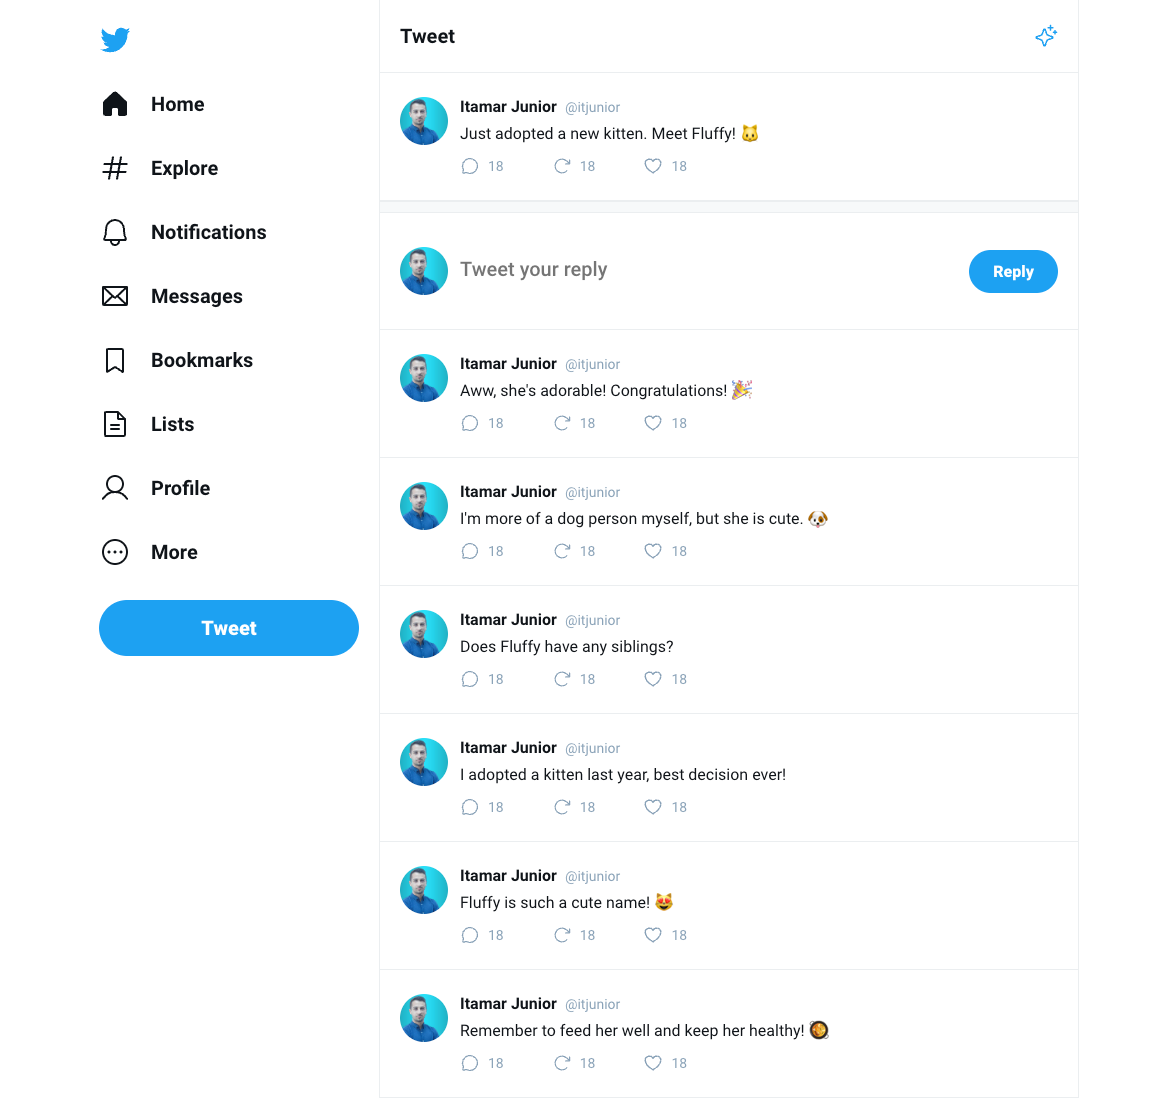 Home
Explore
Notifications
Messages
Bookmarks
Lists
Profile
More
Tweet
Tweet
Itamar Junior @itjunior
Just adopted a new kitten. Meet Fluffy! 🐱
18 18 18
Tweet your reply
Reply
Itamar Junior @itjunior
Aww, she's adorable! Congratulations! 🎉
18 18 18
Itamar Junior @itjunior
I'm more of a dog person myself, but she is cute. 🐶
18 18 18
Itamar Junior @itjunior
Does Fluffy have any siblings?
18 18 18
Itamar Junior @itjunior
I adopted a kitten last year, best decision ever!
18 18 18
Itamar Junior @itjunior
Fluffy is such a cute name! 😻
18 18 18
Itamar Junior @itjunior
Remember to feed her well and keep her healthy! 🥘
18 18 18